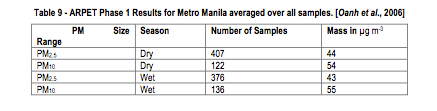 Table 9 - ARPET Phase 1 Results for Metro Manila averaged over all samples. [Oanh et al., 2006]
PM Size Range Season Number of Samples Mass in µg m-3
PM2.5 Dry 407 44
PM10 Dry 122 54
PM2.5 Wet 376 43
PM10 Wet 136 55